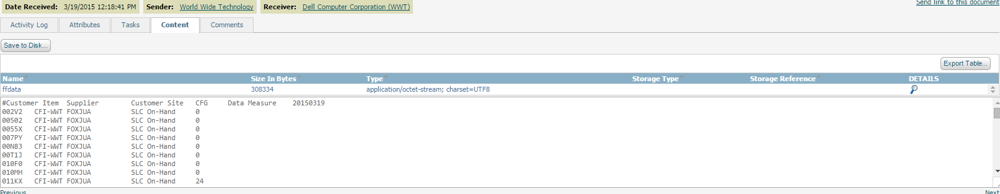 Date Received: 3/19/2015 12:18:41 PM Sender: World Wide Technology Receiver: Dell Computer Corporation (WWT) Send link to this document
Activity Log Attributes Tasks Content Comments
Save to Disk...
Export Table...
Name Size In Bytes Type Storage Type Storage Reference DETAILS
ffdata 308334 application/octet-stream; charset=UTF8
#Customer Item Supplier Customer Site CFG Data Measure 20150319
002V2 CFI-WWT FOXJUA SLC On-Hand 0
00502 CFI-WWT FOXJUA SLC On-Hand 0
0055X CFI-WWT FOXJUA SLC On-Hand 0
007PY CFI-WWT FOXJUA SLC On-Hand 0
00N83 CFI-WWT FOXJUA SLC On-Hand 0
00T1J CFI-WWT FOXJUA SLC On-Hand 0
010F0 CFI-WWT FOXJUA SLC On-Hand 0
010MH CFI-WWT FOXJUA SLC On-Hand 0
011KX CFI-WWT FOXJUA SLC On-Hand 24
Previous Next